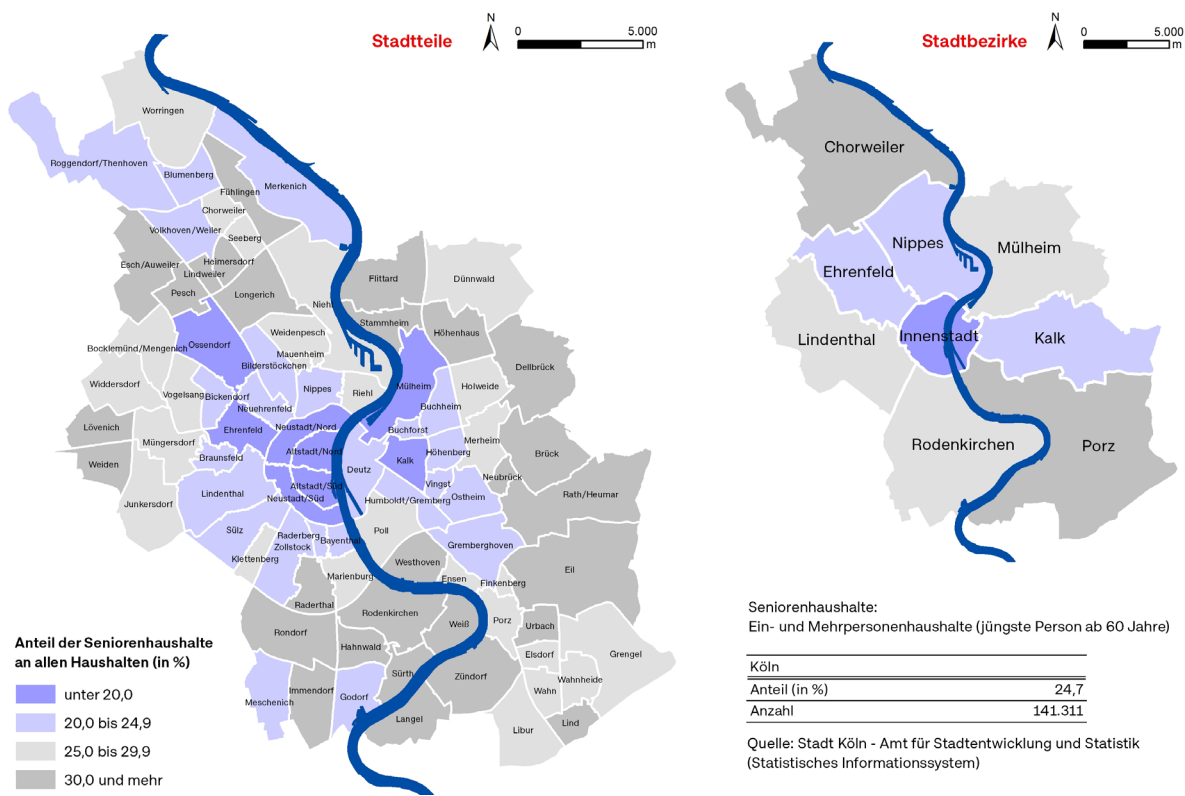 Stadtteile
N
0
5.000
m
Worringen
Roggendorf/Thenhoven
Blumenberg
Merkenich
Fühlingen
Chorweiler
Volkhoven/Weiler
Seeberg
Esch/Auweiler
Heimersdorf
Lindweiler
Pesch
Longerich
Niehl
Flittard
Dünnwald
Stammheim
Höhenhaus
Weidenpesch
Ossendorf
Bocklemünd/Mengenich
Mauenheim
Bilderstöckchen
Dellbrück
Widdersdorf
Vogelsang
Bickendorf
Nippes
Riehl
Mülheim
Holweide
Neuehrenfeld
Buchheim
Lövenich
Ehrenfeld
Neustadt/Nord
Buchforst
Müngersdorf
Merheim
Altstadt/Nord
Höhenberg
Brück
Weiden
Braunsfeld
Kalk
Deutz
Neubrück
Altstadt/Süd
Vingst
Lindenthal
Neustadt/Süd
Humboldt/Gremberg
Ostheim
Rath/Heumar
Junkersdorf
Sülz
Raderberg
Bayenthal
Poll
Zollstock
Gremberghoven
Klettenberg
Westhoven
Eil
Marienburg
Ensen
Finkenberg
Raderthal
Rodenkirchen
Porz
Weiß
Urbach
Rondorf
Hahnwald
Elsdorf
Grengel
Sürth
Zündorf
Wahnheide
Wahn
Immendorf
Godorf
Meschenich
Langel
Lind
Libur
Anteil der Seniorenhaushalte
an allen Haushalten (in %)
unter 20,0
20,0 bis 24,9
25,0 bis 29,9
30,0 und mehr
Stadtbezirke
N
0
5.000
m
Chorweiler
Nippes
Mülheim
Ehrenfeld
Lindenthal
Innenstadt
Kalk
Rodenkirchen
Porz
Seniorenhaushalte:
Ein- und Mehrpersonenhaushalte (jüngste Person ab 60 Jahre)
Köln
Anteil (in %) 24,7
Anzahl 141.311
Quelle: Stadt Köln - Amt für Stadtentwicklung und Statistik
(Statistisches Informationssystem)